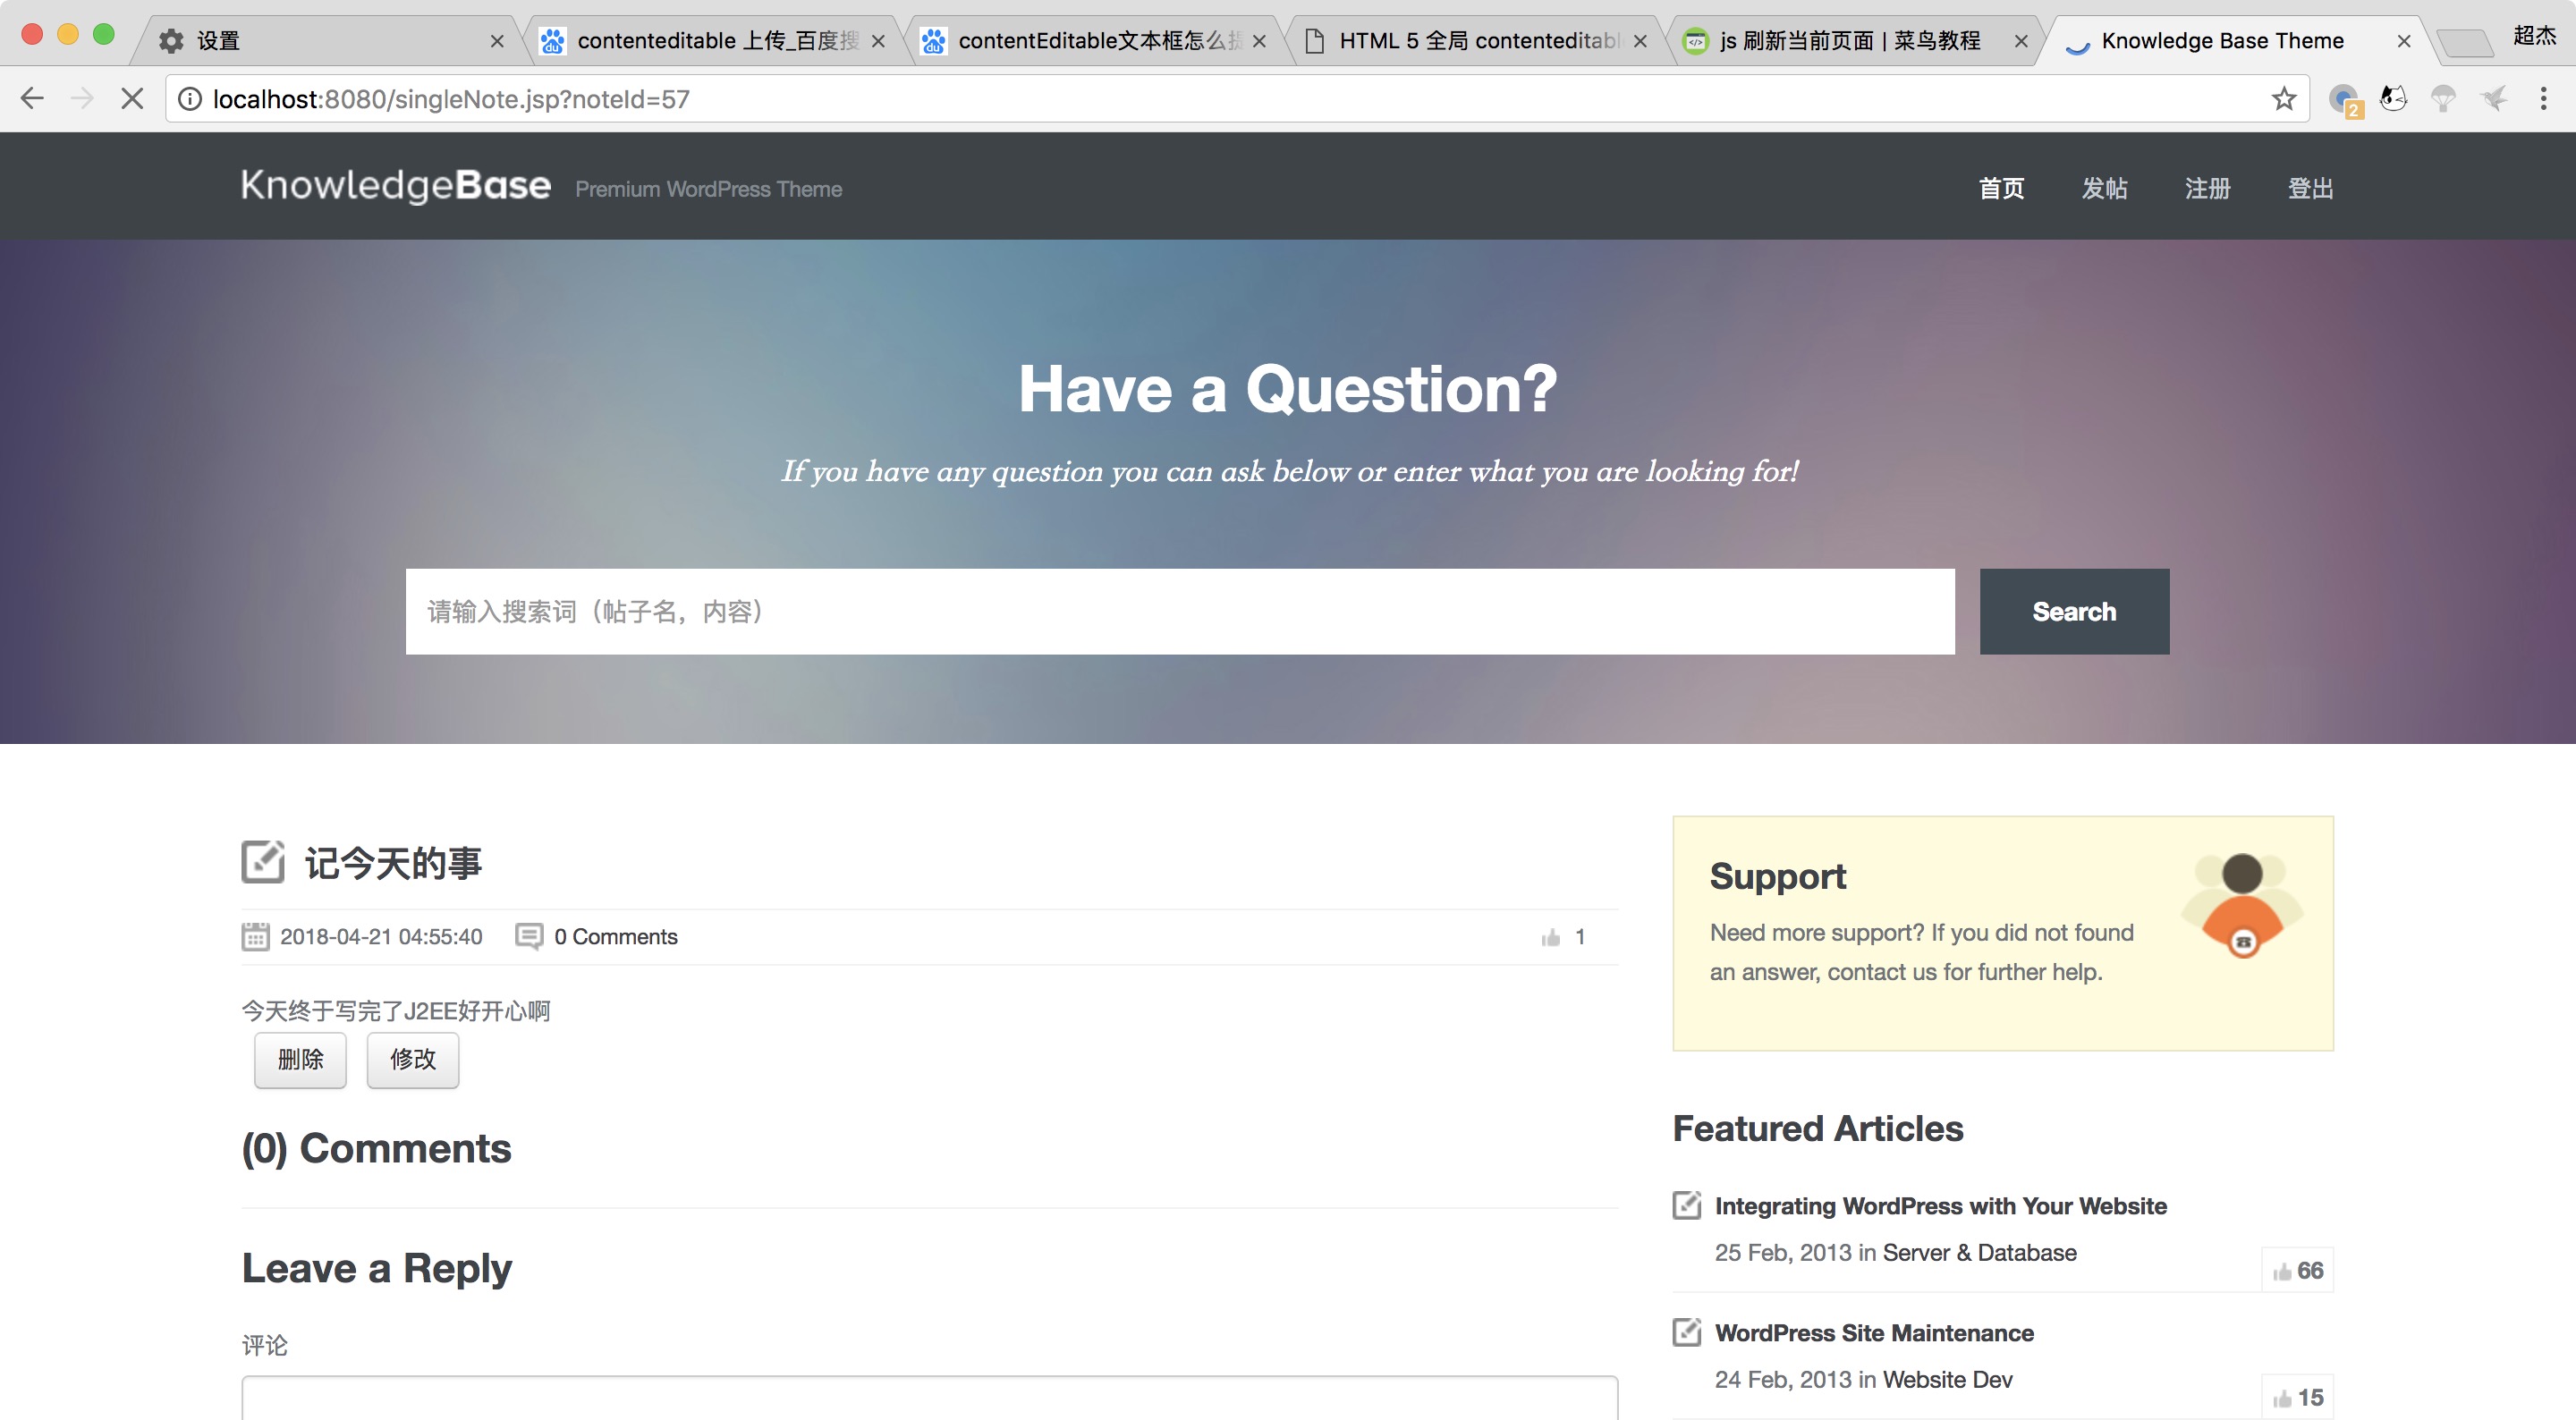 设置
contenteditable 上传_百度搜
contentEditable文本框怎么提
HTML 5 全局 contenteditabl
js 刷新当前页面 | 菜鸟教程
Knowledge Base Theme
超杰
localhost:8080/singleNote.jsp?noteId=57
2
KnowledgeBase
Premium WordPress Theme
首页
发帖
注册
登出
Have a Question?
If you have any question you can ask below or enter what you are looking for!
请输入搜索词（帖子名，内容）
Search
记今天的事
2018-04-21 04:55:40
0 Comments
1
今天终于写完了J2EE好开心啊
删除
修改
(0) Comments
Leave a Reply
评论
Support
Need more support? If you did not found
an answer, contact us for further help.
Featured Articles
Integrating WordPress with Your Website
25 Feb, 2013 in Server & Database
66
WordPress Site Maintenance
24 Feb, 2013 in Website Dev
15